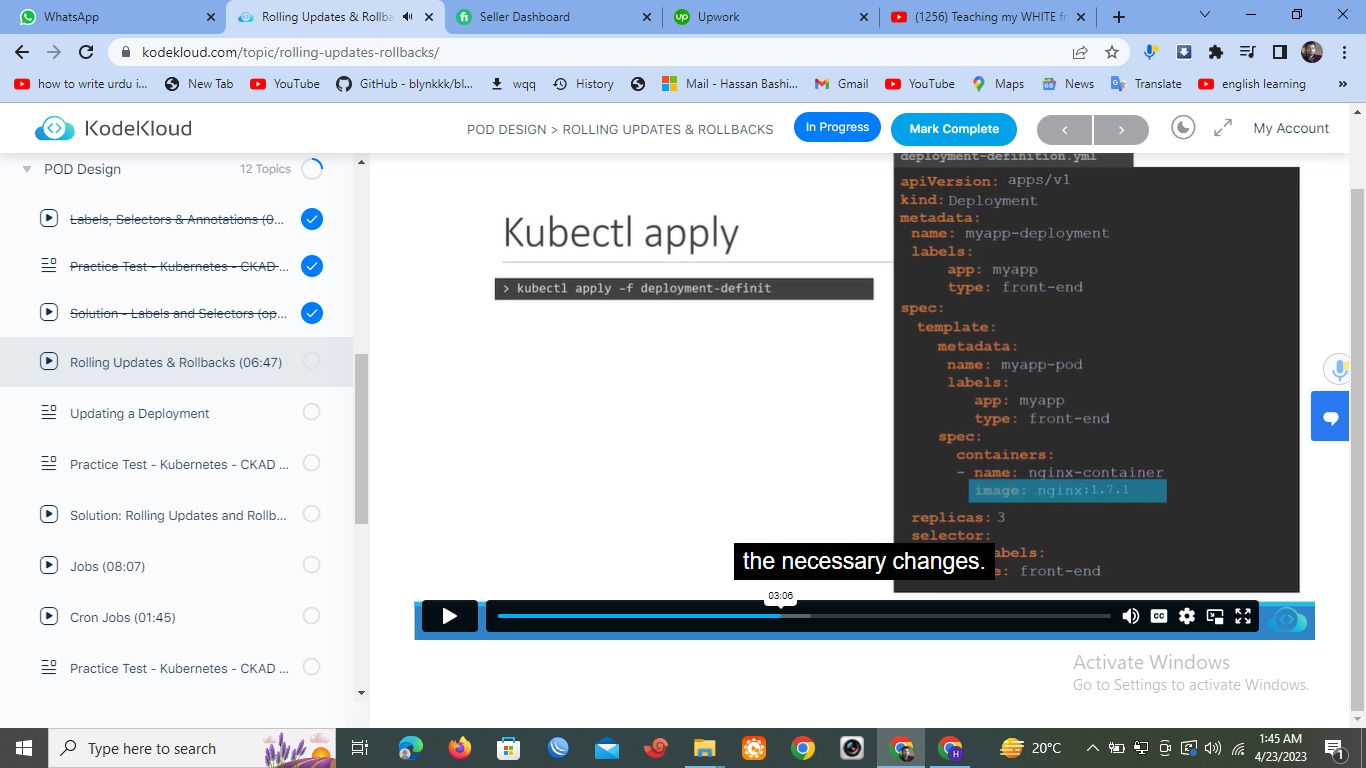 WhatsApp
Rolling Updates & Rollba
Seller Dashboard
Upwork
(1256) Teaching my WHITE fr
kodekloud.com/topic/rolling-updates-rollbacks/
how to write urdu i...
New Tab
YouTube
GitHub - blynkkk/bl...
wqq
History
Mail - Hassan Bashi...
Gmail
YouTube
Maps
News
Translate
english learning
»
KodeKloud
POD DESIGN > ROLLING UPDATES & ROLLBACKS
In Progress
Mark Complete
<
>
My Account
POD Design
12 Topics
Labels, Selectors & Annotations (0...
Practice Test - Kubernetes - CKAD ...
Solution - Labels and Selectors (op...
Rolling Updates & Rollbacks (06:47)
Updating a Deployment
Practice Test - Kubernetes - CKAD ...
Solution: Rolling Updates and Rollb...
Jobs (08:07)
Cron Jobs (01:45)
Practice Test - Kubernetes - CKAD ...
Kubectl apply
> kubectl apply -f deployment-definit
deployment-definition.yml
apiVersion: apps/v1
kind: Deployment
metadata:
name: myapp-deployment
labels:
app: myapp
type: front-end
spec:
template:
metadata:
name: myapp-pod
labels:
app: myapp
type: front-end
spec:
containers:
- name: nginx-container
image: nginx:1.7.1
replicas: 3
selector:
abels:
e: front-end
the necessary changes.
03:06
CC
Activate Windows
Go to Settings to activate Windows.
Type here to search
20°C
1:45 AM
4/23/2023
1